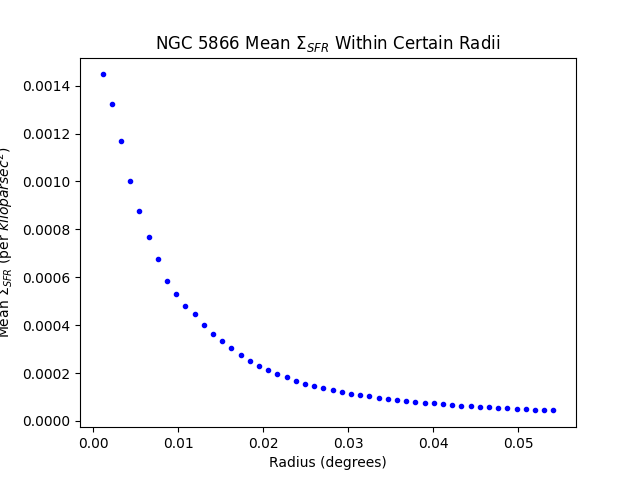 NGC 5866 Mean Σ_SFR Within Certain Radii
0.0014
0.0012
0.0010
0.0008
0.0006
0.0004
0.0002
0.0000
Mean Σ_SFR (per kiloparsec²)
0.00 0.01 0.02 0.03 0.04 0.05
Radius (degrees)